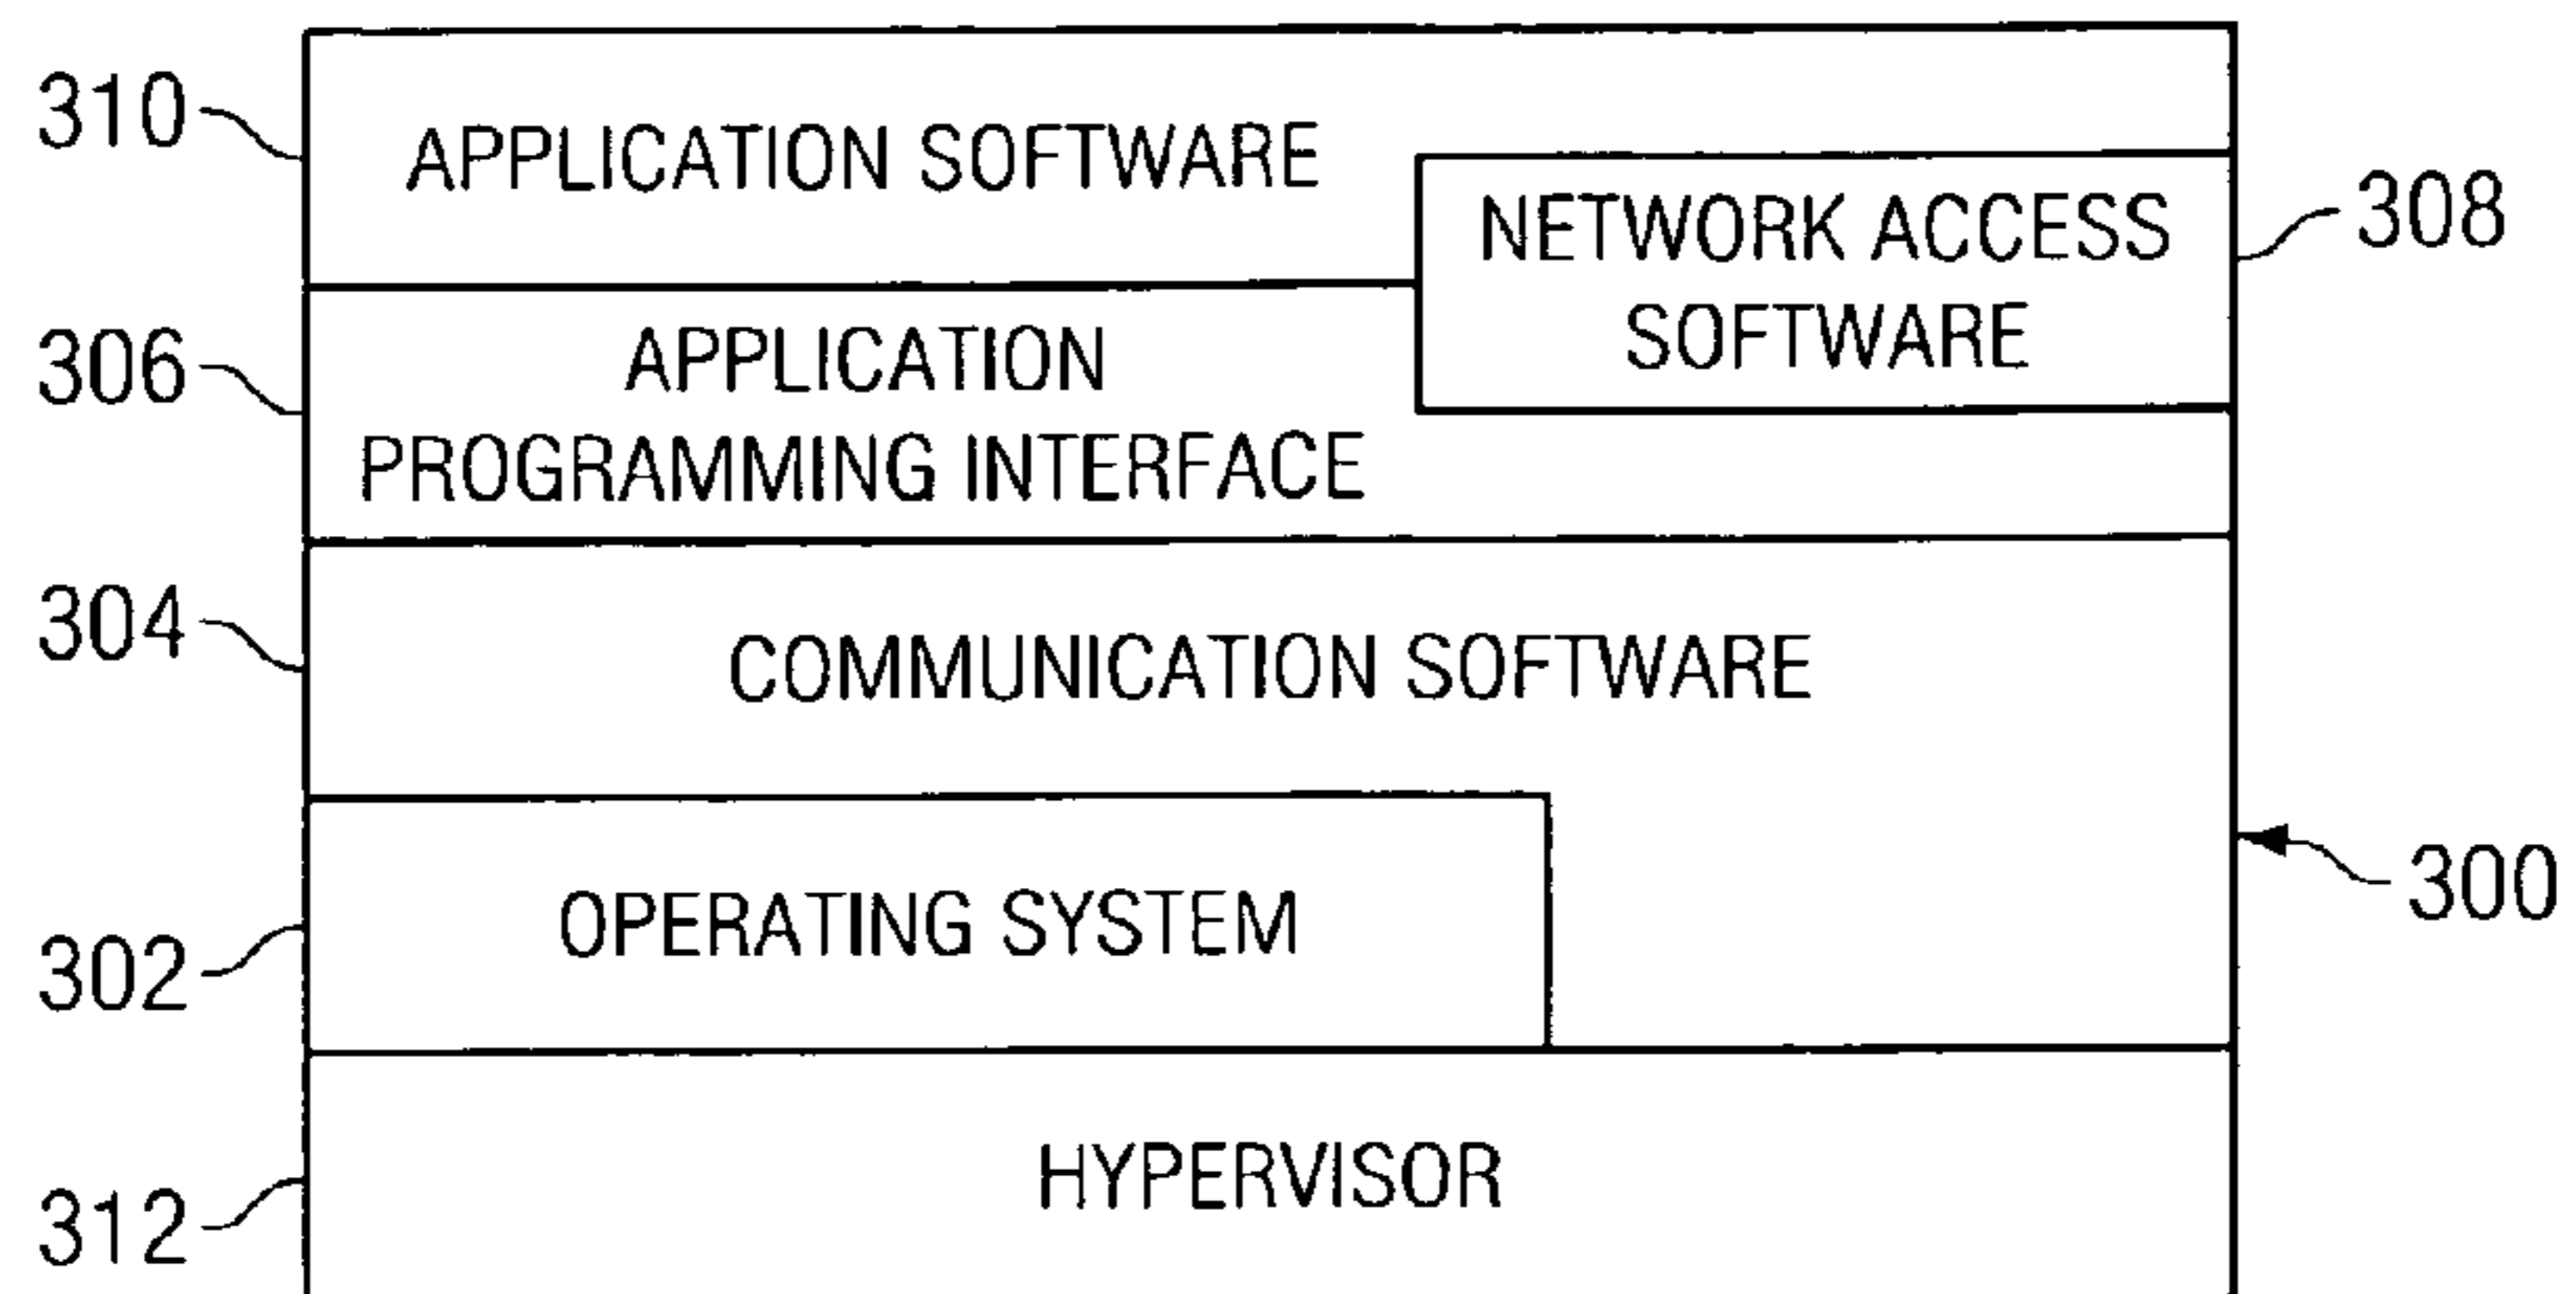 310
APPLICATION SOFTWARE
NETWORK ACCESS
SOFTWARE
308
306
APPLICATION
PROGRAMMING INTERFACE
304
COMMUNICATION SOFTWARE
302
OPERATING SYSTEM
300
312
HYPERVISOR